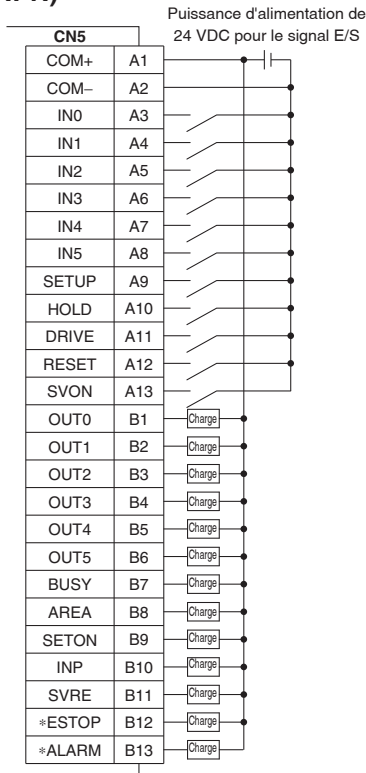 Puissance d'alimentation de
24 VDC pour le signal E/S
CN5
COM+ A1
COM− A2
IN0 A3
IN1 A4
IN2 A5
IN3 A6
IN4 A7
IN5 A8
SETUP A9
HOLD A10
DRIVE A11
RESET A12
SVON A13
OUT0 B1 Charge
OUT1 B2 Charge
OUT2 B3 Charge
OUT3 B4 Charge
OUT4 B5 Charge
OUT5 B6 Charge
BUSY B7 Charge
AREA B8 Charge
SETON B9 Charge
INP B10 Charge
SVRE B11 Charge
∗ESTOP B12 Charge
∗ALARM B13 Charge